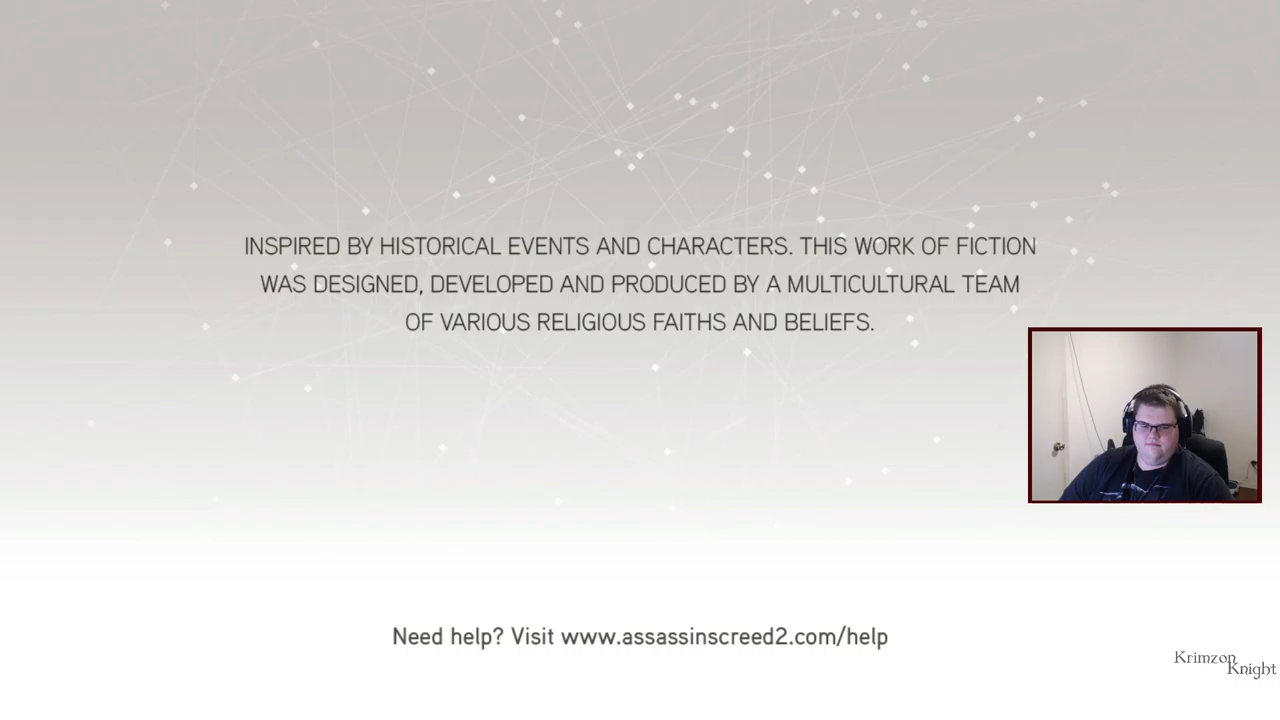 INSPIRED BY HISTORICAL EVENTS AND CHARACTERS. THIS WORK OF FICTION
WAS DESIGNED, DEVELOPED AND PRODUCED BY A MULTICULTURAL TEAM
OF VARIOUS RELIGIOUS FAITHS AND BELIEFS.
Need help? Visit www.assassinscreed2.com/help
Krimzon
Knight